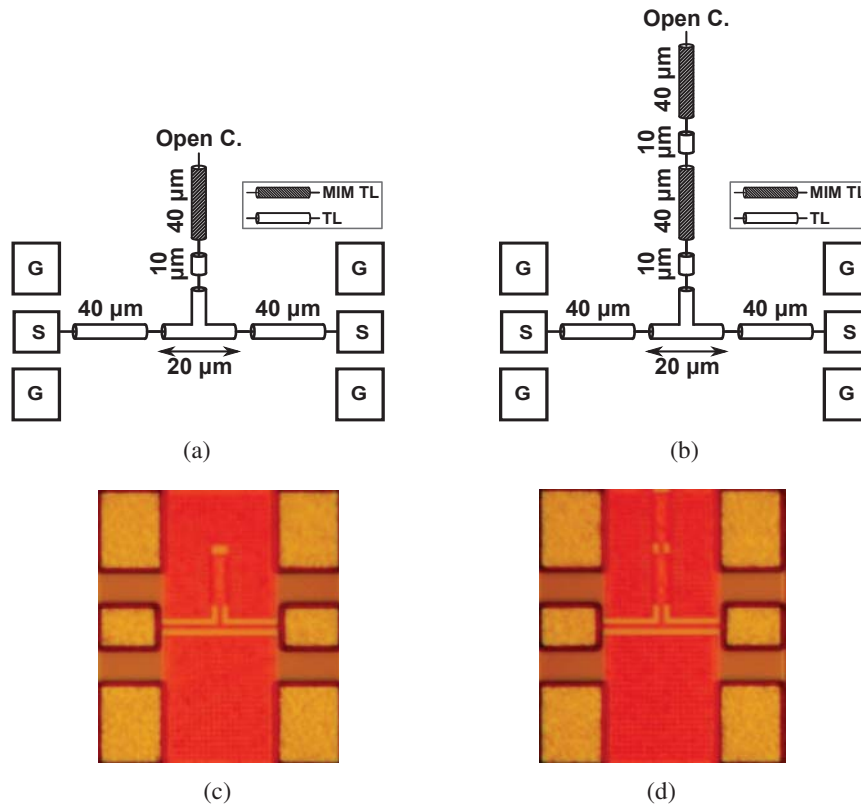 Open C.
40 µm
10 µm
MIM TL
TL
G
G
40 µm
40 µm
S
S
20 µm
G
G
(a)
Open C.
40 µm
10 µm
40 µm
10 µm
MIM TL
TL
G
G
40 µm
40 µm
S
S
20 µm
G
G
(b)
(c)
(d)